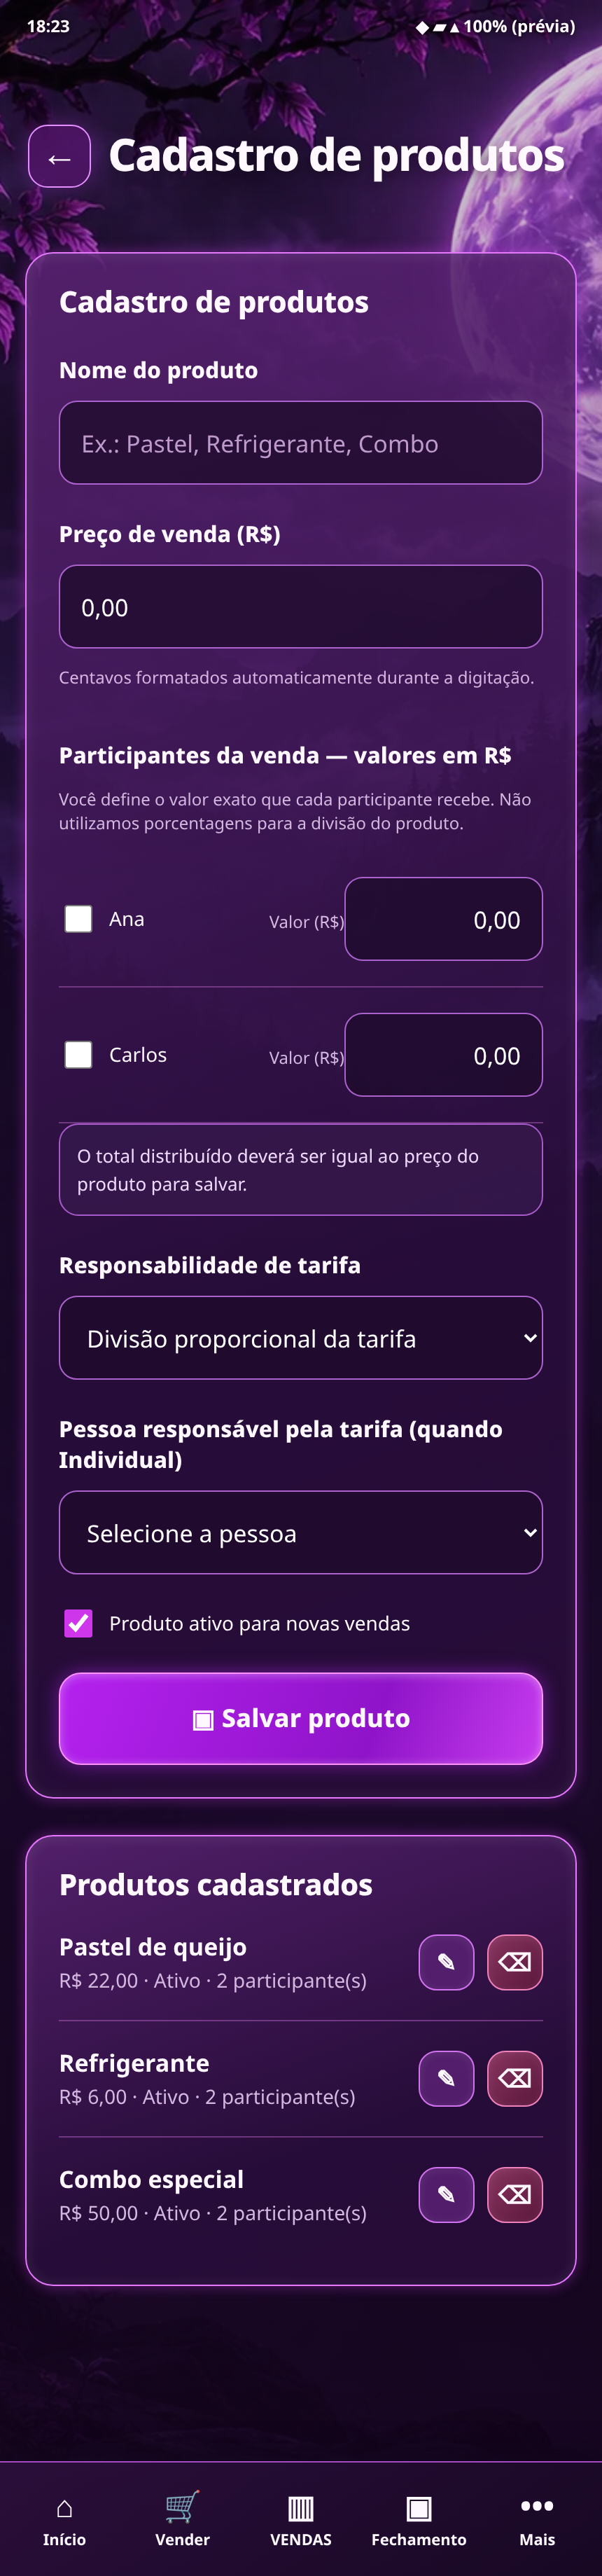 18:23
100% (prévia)
← Cadastro de produtos
Cadastro de produtos
Nome do produto
Ex.: Pastel, Refrigerante, Combo
Preço de venda (R$)
0,00
Centavos formatados automaticamente durante a digitação.
Participantes da venda — valores em R$
Você define o valor exato que cada participante recebe. Não
utilizamos porcentagens para a divisão do produto.
Ana Valor (R$) 0,00
Carlos Valor (R$) 0,00
O total distribuído deverá ser igual ao preço do
produto para salvar.
Responsabilidade de tarifa
Divisão proporcional da tarifa
Pessoa responsável pela tarifa (quando
Individual)
Selecione a pessoa
Produto ativo para novas vendas
▣ Salvar produto
Produtos cadastrados
Pastel de queijo
R$ 22,00 · Ativo · 2 participante(s)
Refrigerante
R$ 6,00 · Ativo · 2 participante(s)
Combo especial
R$ 50,00 · Ativo · 2 participante(s)
Início Vender VENDAS Fechamento Mais